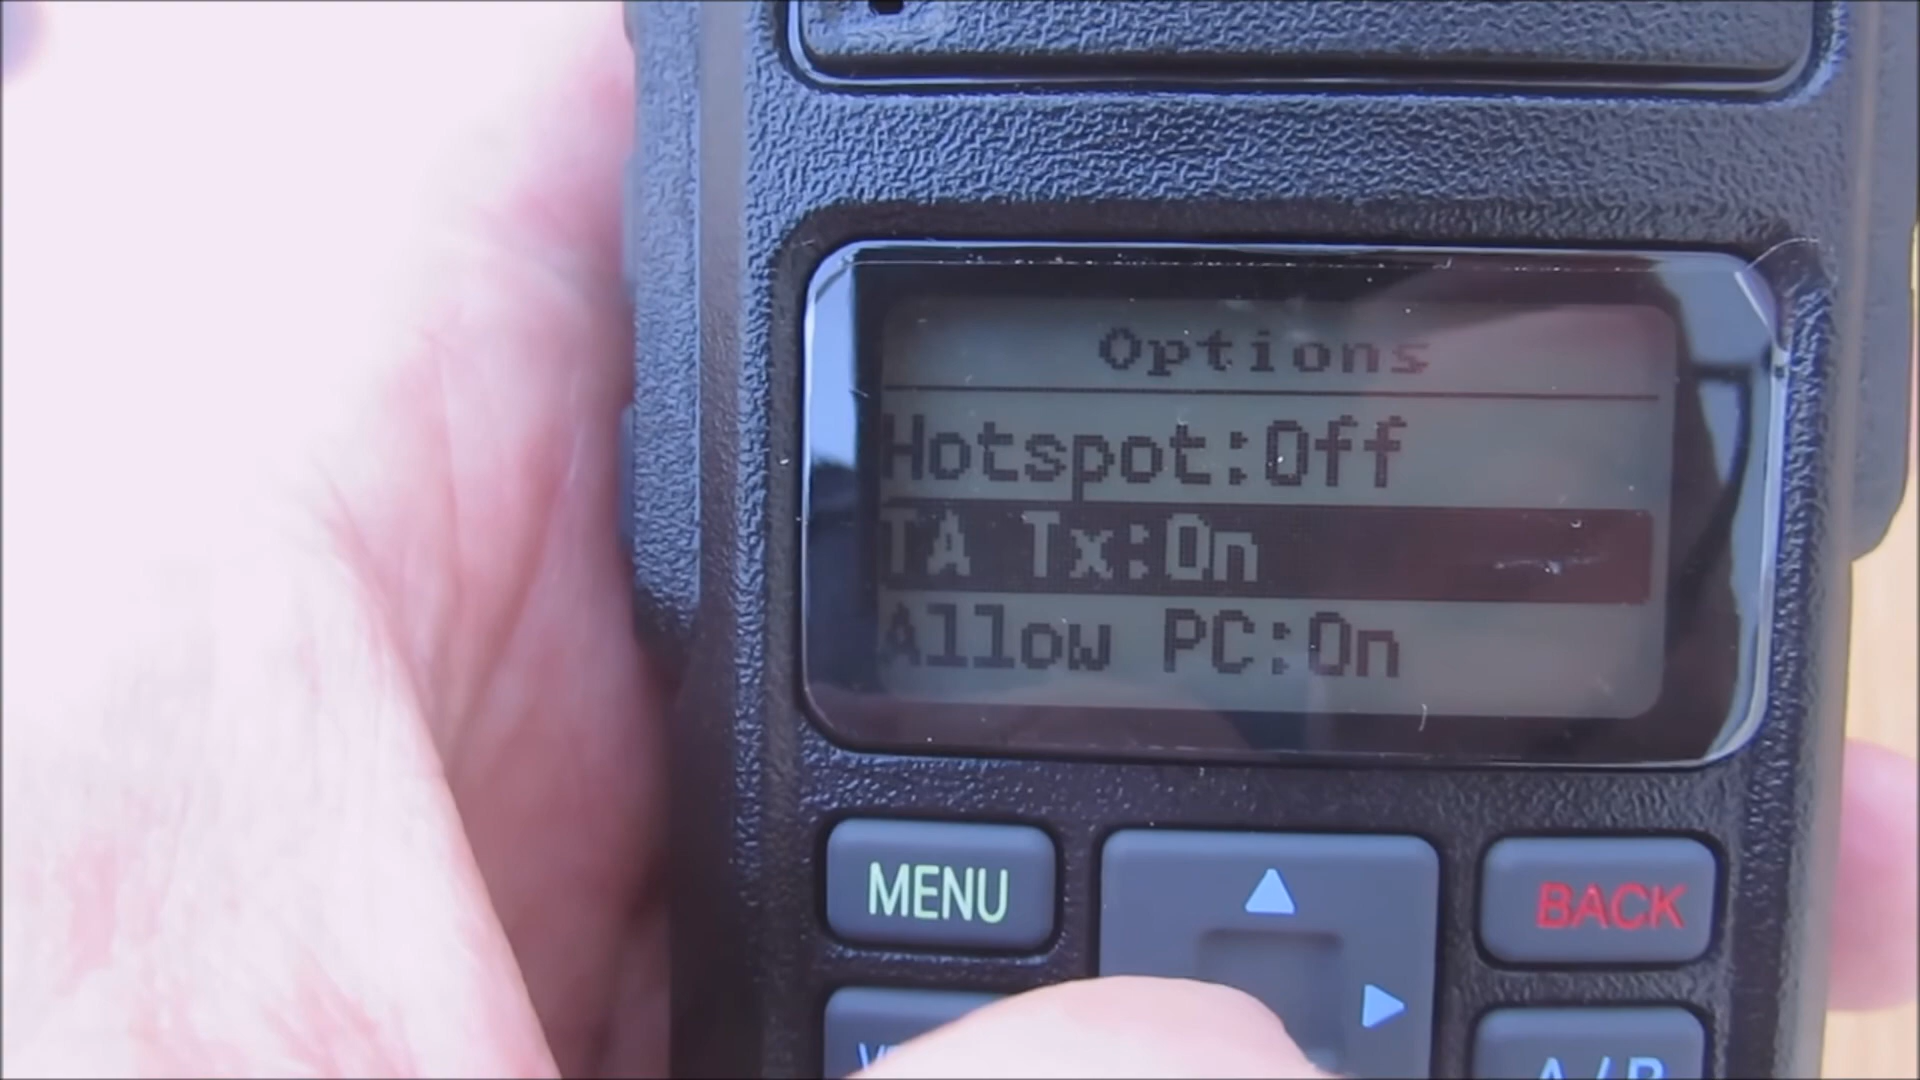 Options
Hotspot:Off
TA Tx:On
Allow PC:On
MENU
BACK